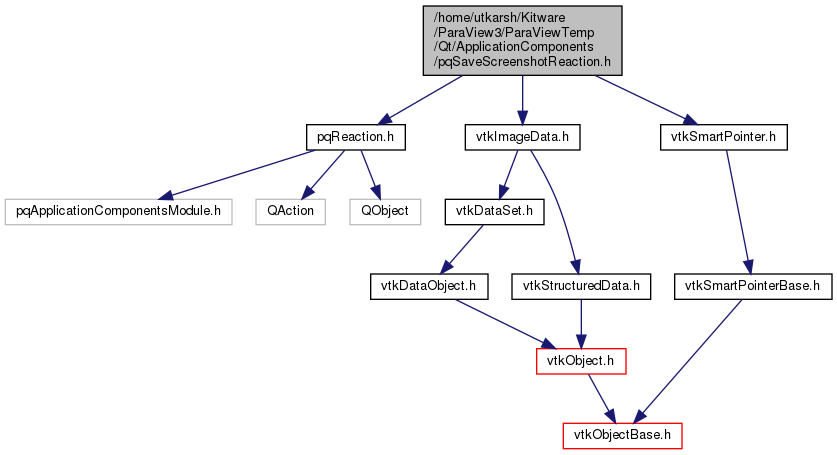 /home/utkarsh/Kitware
/ParaView3/ParaViewTemp
/Qt/ApplicationComponents
/pqSaveScreenshotReaction.h
pqReaction.h
vtkImageData.h
vtkSmartPointer.h
pqApplicationComponentsModule.h
QAction
QObject
vtkDataSet.h
vtkDataObject.h
vtkStructuredData.h
vtkSmartPointerBase.h
vtkObject.h
vtkObjectBase.h